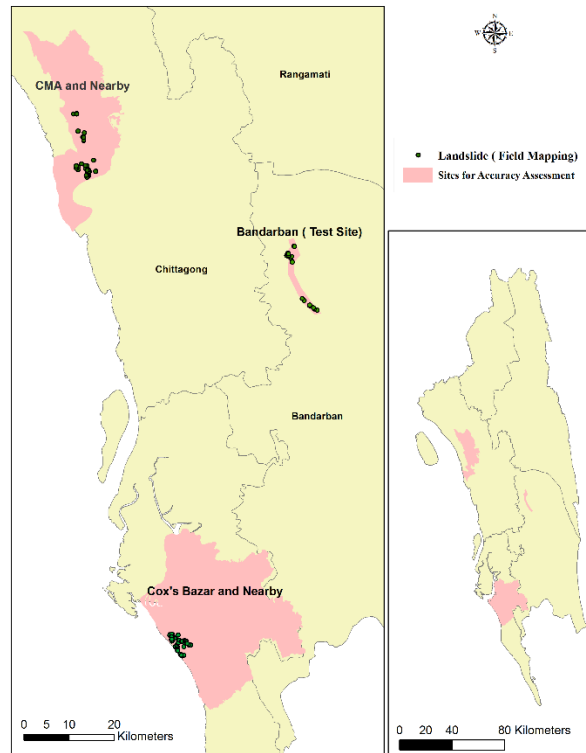 N
W E
S
CMA and Nearby
Rangamati
Landslide ( Field Mapping)
Sites for Accuracy Assessment
Bandarban ( Test Site)
Chittagong
Bandarban
Cox's Bazar and Nearby
0 5 10 20
Kilometers
0 20 40 80
Kilometers